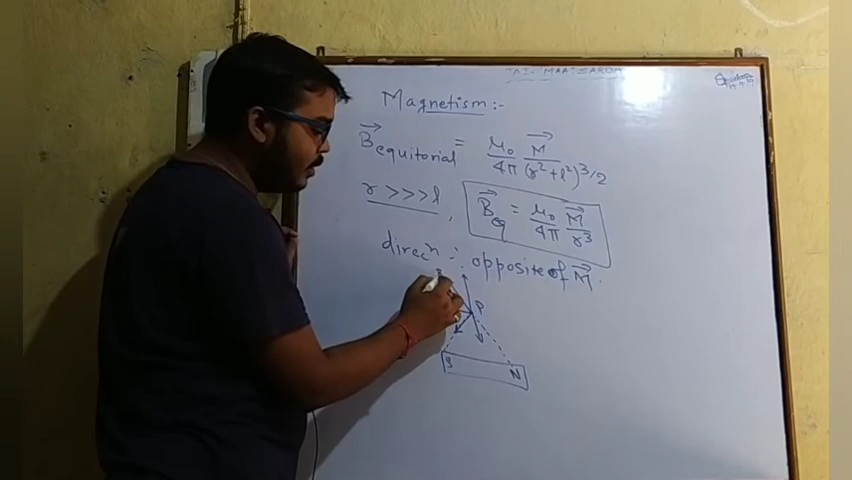 Magnetism :-
B⃗equitorial = μ₀/4π M⃗/(r²+l²)^3/2
r >>> l , B⃗eq = μ₀/4π M⃗/r³
direcⁿ :- opposite of M⃗.
P
S N